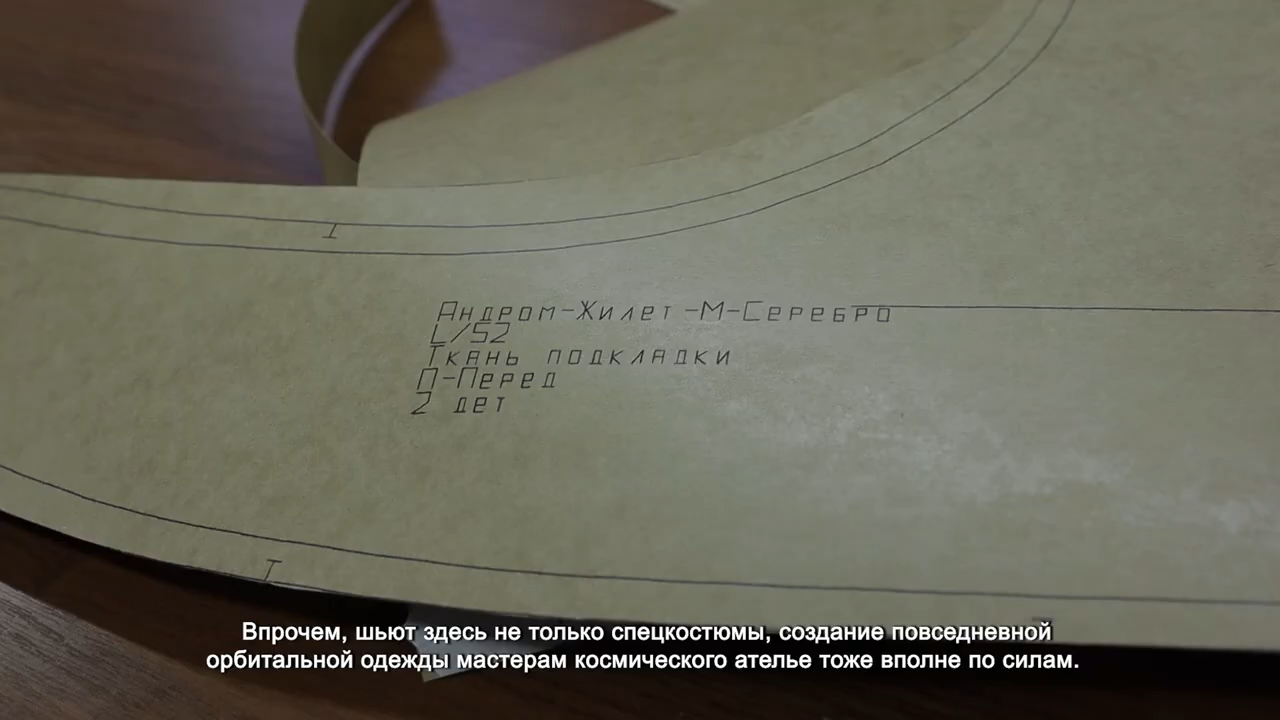 Андром-Жилет-М-Серебро
L/52
Ткань подкладки
П-Перед
2 дет
Впрочем, шьют здесь не только спецкостюмы, создание повседневной
орбитальной одежды мастерам космического ателье тоже вполне по силам.